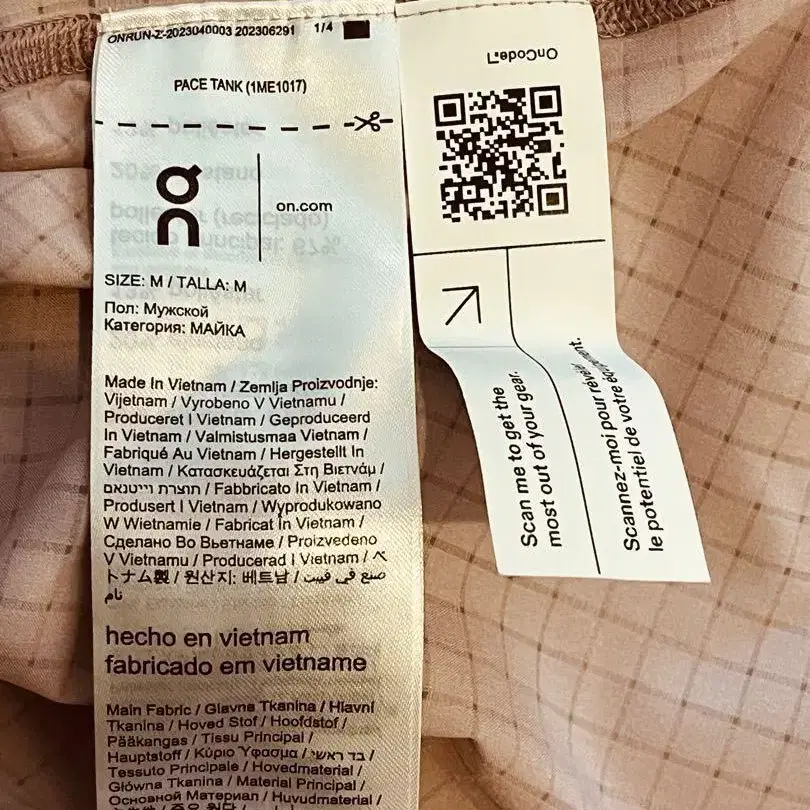 ONRUN-Z-2023040003 202306291 1/4
PACE TANK (1ME1017)
on.com
SIZE: M / TALLA: M
Пол: Мужской
Категория: МАЙКА
Made In Vietnam / Zemlja Proizvodnje:
Vijetnam / Vyrobeno V Vietnamu /
Produceret I Vietnam / Geproduceerd
In Vietnam / Valmistusmaa Vietnam /
Fabriqué Au Vietnam / Hergestellt In
Vietnam / Κατασκευάζεται Στη Βιετνάμ /
תוצרת וייטנאם / Fabbricato In Vietnam /
Produsert I Vietnam / Wyprodukowano
W Wietnamie / Fabricat În Vietnam /
Сделано Во Вьетнаме / Proizvedeno
V Vietnamu / Producerad I Vietnam / ベ
トナム製 / 원산지: 베트남 / صنع في فييت
نام
hecho en vietnam
fabricado em vietname
Main Fabric / Glavna Tkanina / Hlavní
Tkanina / Hoved Stof / Hoofdstof /
Pääkangas / Tissu Principal /
Hauptstoff / Κύριο Ύφασμα / בד ראשי /
Tessuto Principale / Hovedmaterial /
Główna Tkanina / Material Principal /
Основной Материал / Huvudmaterial /
OnCode
Scan me to get the
most out of your gear.
Scannez-moi pour révéler
le potentiel de votre